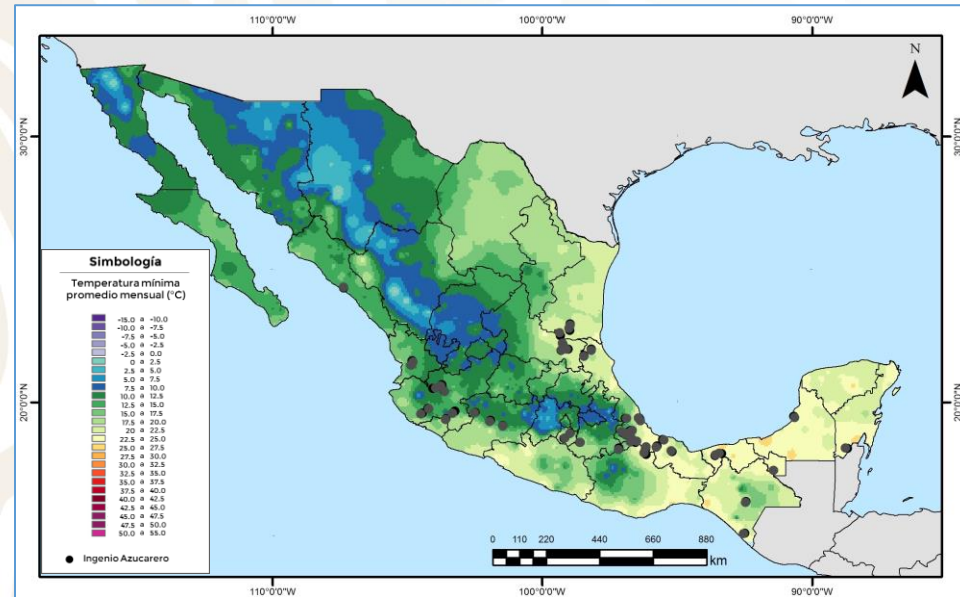 110°0'0"W 100°0'0"W 90°0'0"W
N
30°0'0"N 30°0'0"N
20°0'0"N 20°0'0"N
Simbología
Temperatura mínima
promedio mensual (°C)
-15.0 a -10.0
-10.0 a -7.5
-7.5 a -5.0
-5.0 a -2.5
-2.5 a 0.0
0 a 2.5
2.5 a 5.0
5.0 a 7.5
7.5 a 10.0
10.0 a 12.5
12.5 a 15.0
15.0 a 17.5
17.5 a 20.0
20 a 22.5
22.5 a 25.0
25.0 a 27.5
27.5 a 30.0
30.0 a 32.5
32.5 a 35.0
35.0 a 37.5
37.5 a 40.0
40.0 a 42.5
42.5 a 45.0
45.0 a 47.5
47.5 a 50.0
50.0 a 55.0
Ingenio Azucarero
0 110 220 440 660 880
km
110°0'0"W 100°0'0"W 90°0'0"W